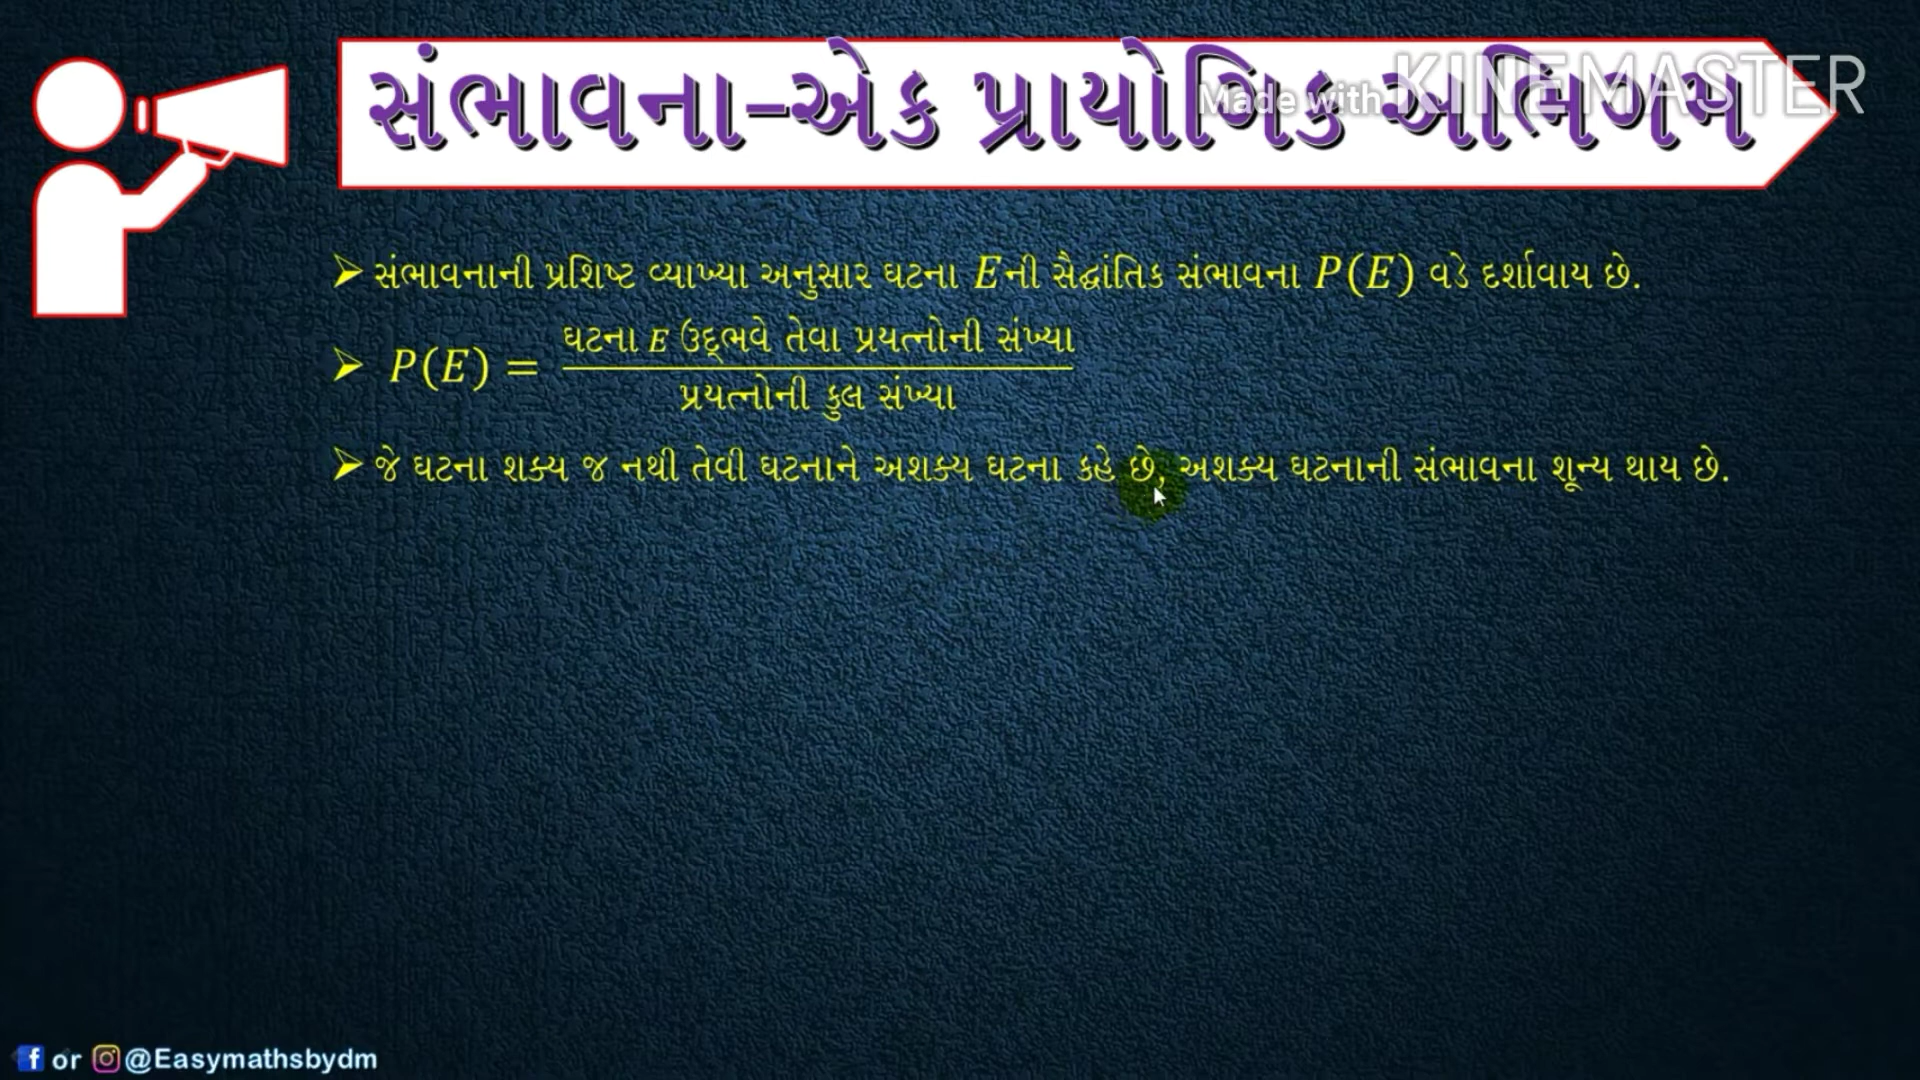 સંભાવના–એક પ્રાયોગિક અભિગમ
Made with KINEMASTER
➤ સંભાવનાની પ્રશિષ્ટ વ્યાખ્યા અનુસાર ઘટના Eની સૈદ્ધાંતિક સંભાવના P(E) વડે દર્શાવાય છે.
➤ P(E) = ઘટના E ઉદ્ભવે તેવા પ્રયત્નોની સંખ્યા
પ્રયત્નોની કુલ સંખ્યા
➤ જે ઘટના શક્ય જ નથી તેવી ઘટનાને અશક્ય ઘટના કહે છે, અશક્ય ઘટનાની સંભાવના શૂન્ય થાય છે.
f or @Easymathsbydm